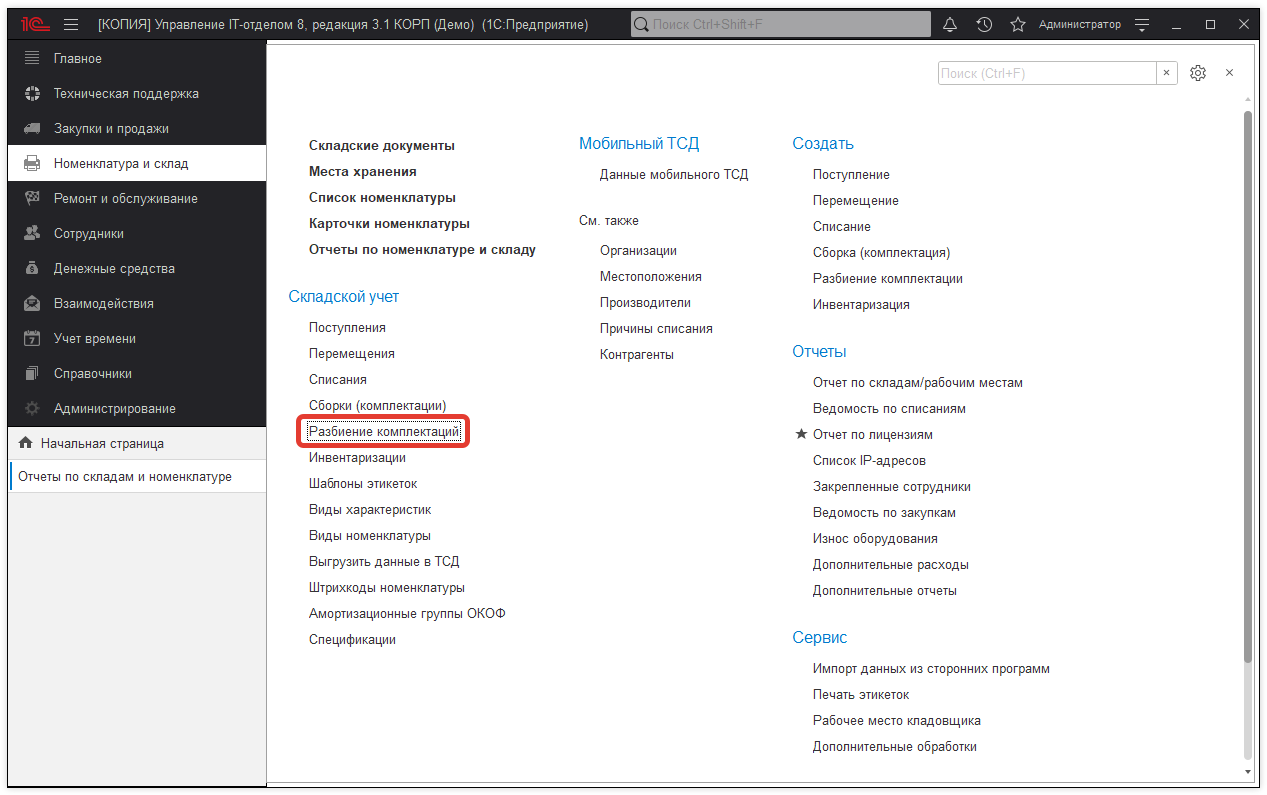 1С [КОПИЯ] Управление IT-отделом 8, редакция 3.1 КОРП (Демо) (1С:Предприятие) Поиск Ctrl+Shift+F Администратор
Главное
Техническая поддержка
Закупки и продажи
Номенклатура и склад
Ремонт и обслуживание
Сотрудники
Денежные средства
Взаимодействия
7 Учет времени
Справочники
Администрирование
Начальная страница
Отчеты по складам и номенклатуре
Поиск (Ctrl+F)
Складские документы
Места хранения
Список номенклатуры
Карточки номенклатуры
Отчеты по номенклатуре и складу
Складской учет
Поступления
Перемещения
Списания
Сборки (комплектации)
Разбиение комплектаций
Инвентаризации
Шаблоны этикеток
Виды характеристик
Виды номенклатуры
Выгрузить данные в ТСД
Штрихкоды номенклатуры
Амортизационные группы ОКОФ
Спецификации
Мобильный ТСД
Данные мобильного ТСД
См. также
Организации
Местоположения
Производители
Причины списания
Контрагенты
Создать
Поступление
Перемещение
Списание
Сборка (комплектация)
Разбиение комплектации
Инвентаризация
Отчеты
Отчет по складам/рабочим местам
Ведомость по списаниям
Отчет по лицензиям
Список IP-адресов
Закрепленные сотрудники
Ведомость по закупкам
Износ оборудования
Дополнительные расходы
Дополнительные отчеты
Сервис
Импорт данных из сторонних программ
Печать этикеток
Рабочее место кладовщика
Дополнительные обработки